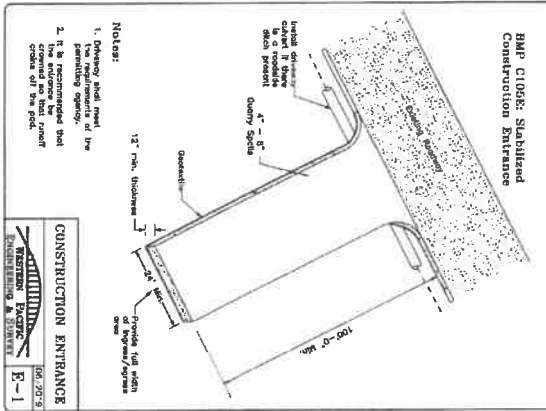 BMP C105E: Stabilized
Construction Entrance
Existing Roadway
Install driveway
culvert if there
is a roadside
ditch present
4" - 8"
Quarry Spalls
Geotextile
12" min. thickness
24' Min.
100'-0" Min.
Provide full width
of ingress/egress
area
Notes:
1. Driveway shall meet
the requirements of the
permitting agency.
2. It is recommended that
the entrance be
crowned so that runoff
drains off the pad.
CONSTRUCTION ENTRANCE
WESTERN PACIFIC
ENGINEERING & SURVEY
E-1